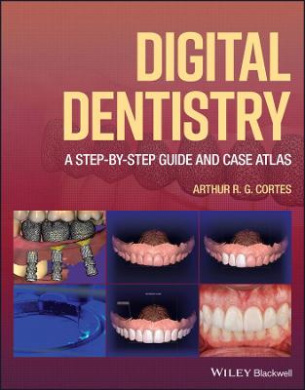 DIGITAL
DENTISTRY
A STEP-BY-STEP GUIDE AND CASE ATLAS
ARTHUR R. G. CORTES
WILEY Blackwell